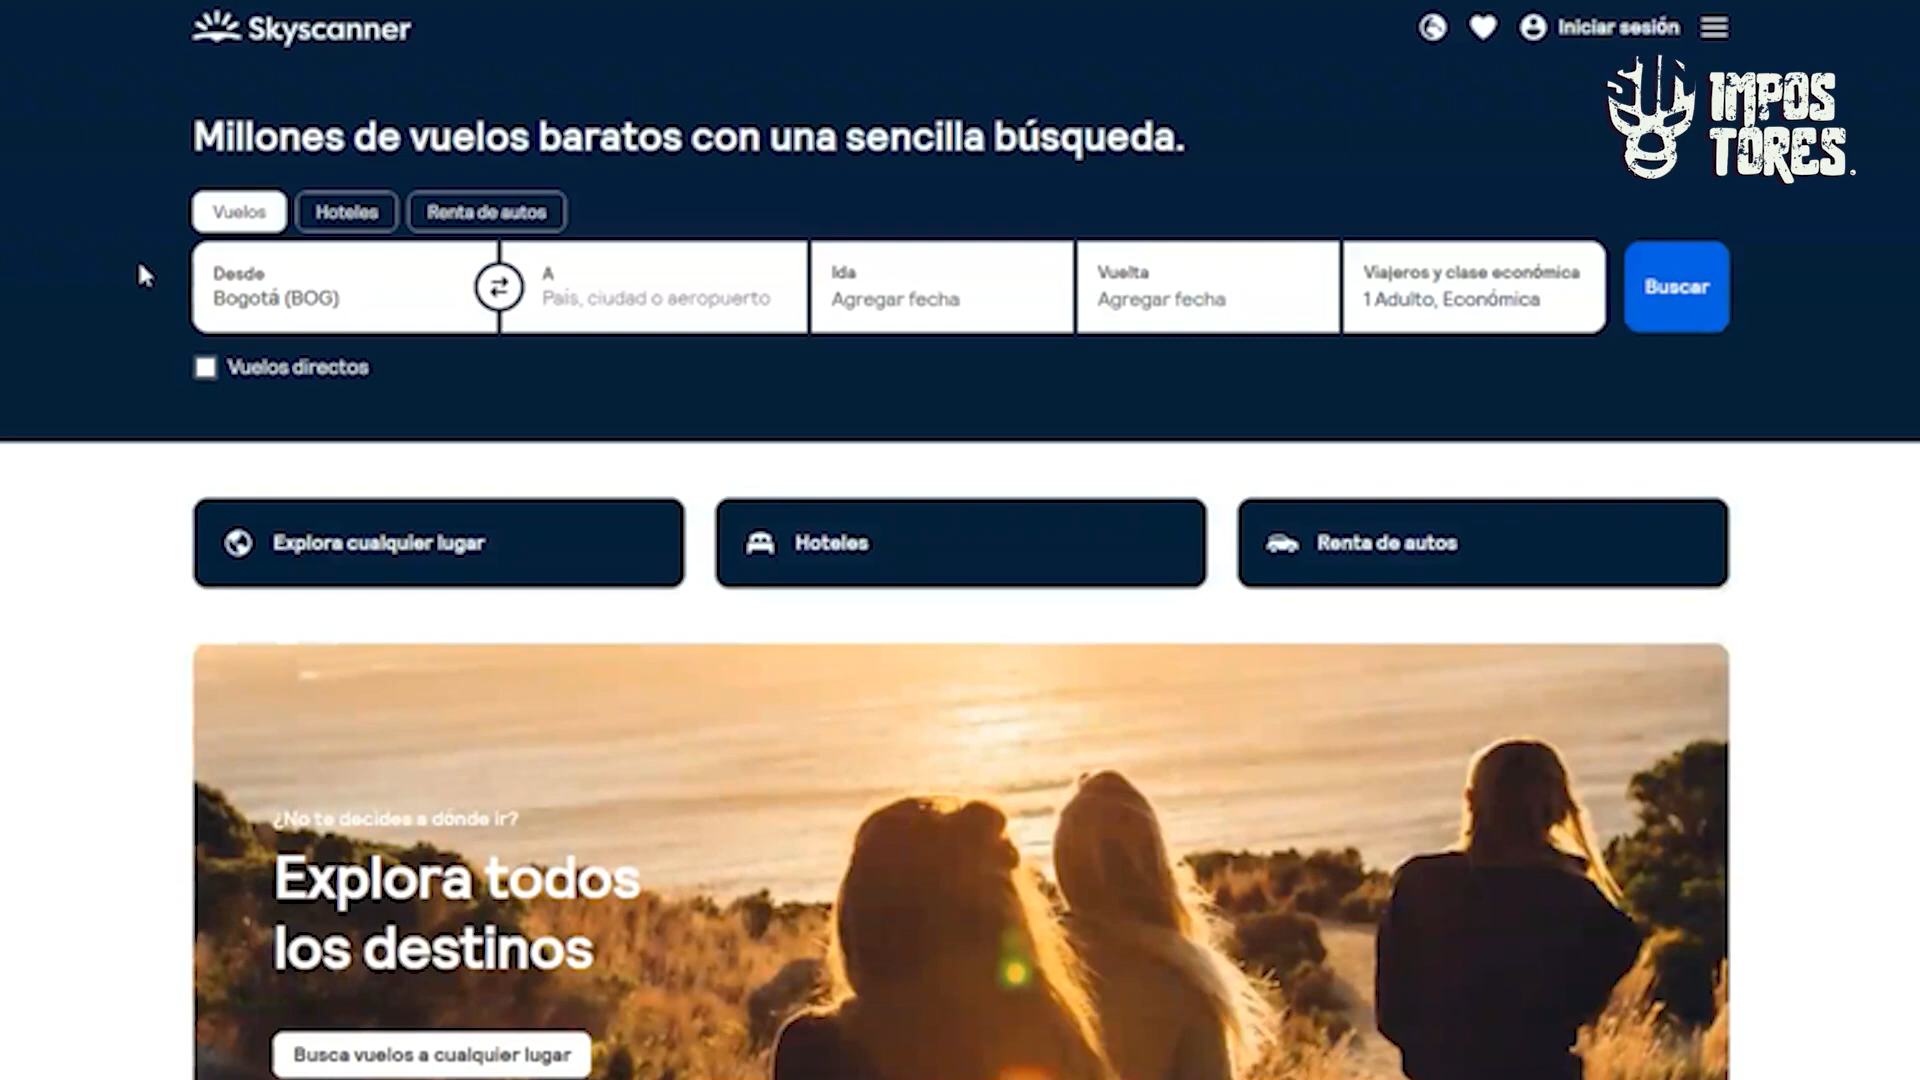 Skyscanner
Iniciar sesión
SIN
IMPOS
TORES.
Millones de vuelos baratos con una sencilla búsqueda.
Vuelos
Hoteles
Renta de autos
Desde
Bogotá (BOG)
A
País, ciudad o aeropuerto
Ida
Agregar fecha
Vuelta
Agregar fecha
Viajeros y clase económica
1 Adulto, Económica
Buscar
Vuelos directos
Explora cualquier lugar
Hoteles
Renta de autos
¿No te decides a dónde ir?
Explora todos
los destinos
Busca vuelos a cualquier lugar